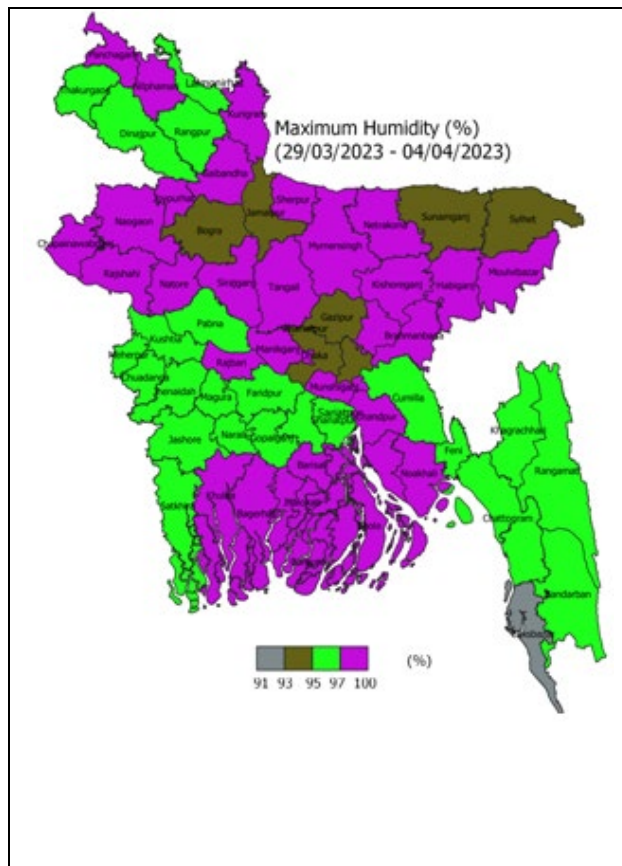 Panchagarh
Nilphamari
Lalmonirhat
Thakurgaon
Dinajpur
Rangpur
Kurigram
Maximum Humidity (%)
(29/03/2023 - 04/04/2023)
Gaibandha
Joypurhat
Jamalpur
Sherpur
Naogaon
Bogra
Netrakona
Sunamganj
Sylhet
Mymensingh
Chapainawabganj
Rajshahi
Natore
Sirajganj
Tangail
Kishoreganj
Habiganj
Moulvibazar
Gazipur
Pabna
Kushtia
Brahmanbaria
Meherpur
Rajbari
Manikganj
Dhaka
Chuadanga
Jhenaidah
Magura
Faridpur
Munshiganj
Cumilla
Chandpur
Jashore
Narail
Gopalganj
Shariatpur
Khagrachhari
Feni
Rangamati
Satkhira
Khulna
Bagerhat
Barisal
Noakhali
Bhola
Chattogram
Bandarban
Coxsbazar
91 93 95 97 100
(%)